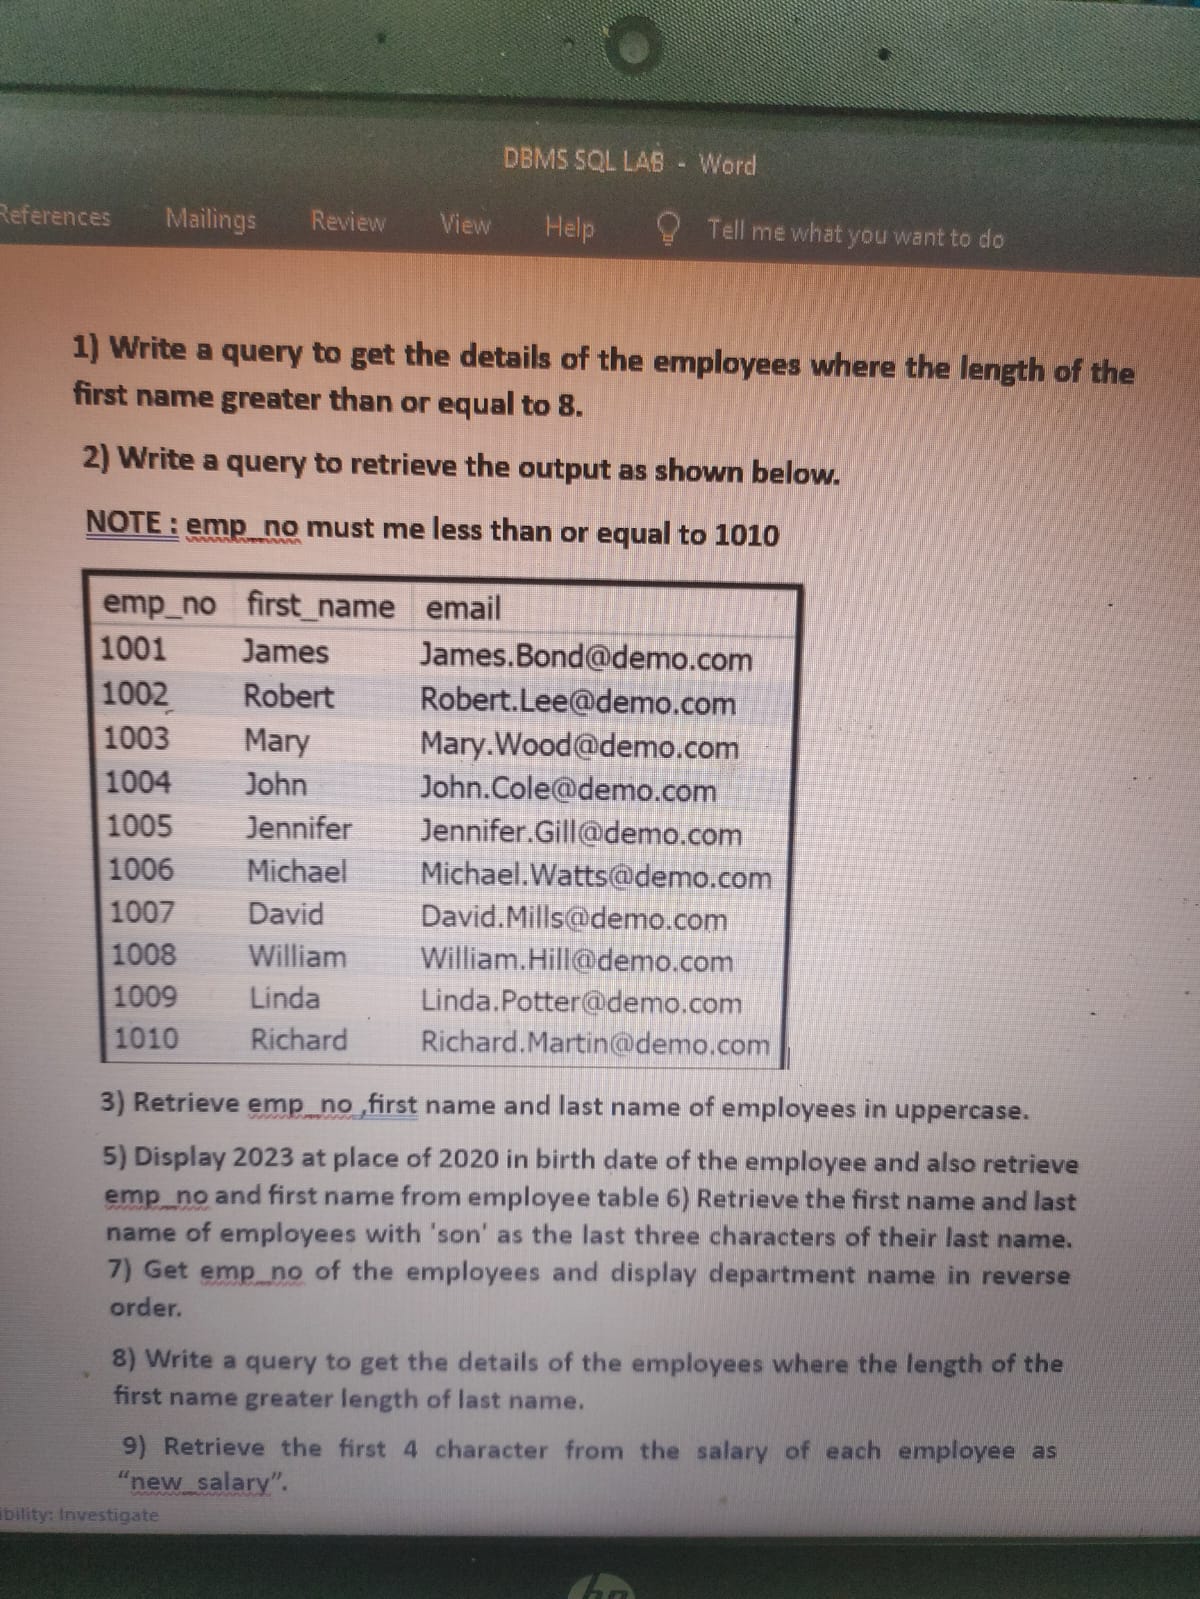 DBMS SQL LAB - Word
References Mailings Review View Help Tell me what you want to do
1) Write a query to get the details of the employees where the length of the
first name greater than or equal to 8.
2) Write a query to retrieve the output as shown below.
NOTE : emp_no must me less than or equal to 1010
emp_no first_name email
1001 James James.Bond@demo.com
1002 Robert Robert.Lee@demo.com
1003 Mary Mary.Wood@demo.com
1004 John John.Cole@demo.com
1005 Jennifer Jennifer.Gill@demo.com
1006 Michael Michael.Watts@demo.com
1007 David David.Mills@demo.com
1008 William William.Hill@demo.com
1009 Linda Linda.Potter@demo.com
1010 Richard Richard.Martin@demo.com
3) Retrieve emp_no ,first name and last name of employees in uppercase.
5) Display 2023 at place of 2020 in birth date of the employee and also retrieve
emp_no and first name from employee table 6) Retrieve the first name and last
name of employees with 'son' as the last three characters of their last name.
7) Get emp_no of the employees and display department name in reverse
order.
8) Write a query to get the details of the employees where the length of the
first name greater length of last name.
9) Retrieve the first 4 character from the salary of each employee as
“new_salary”.
ibility: Investigate
hp